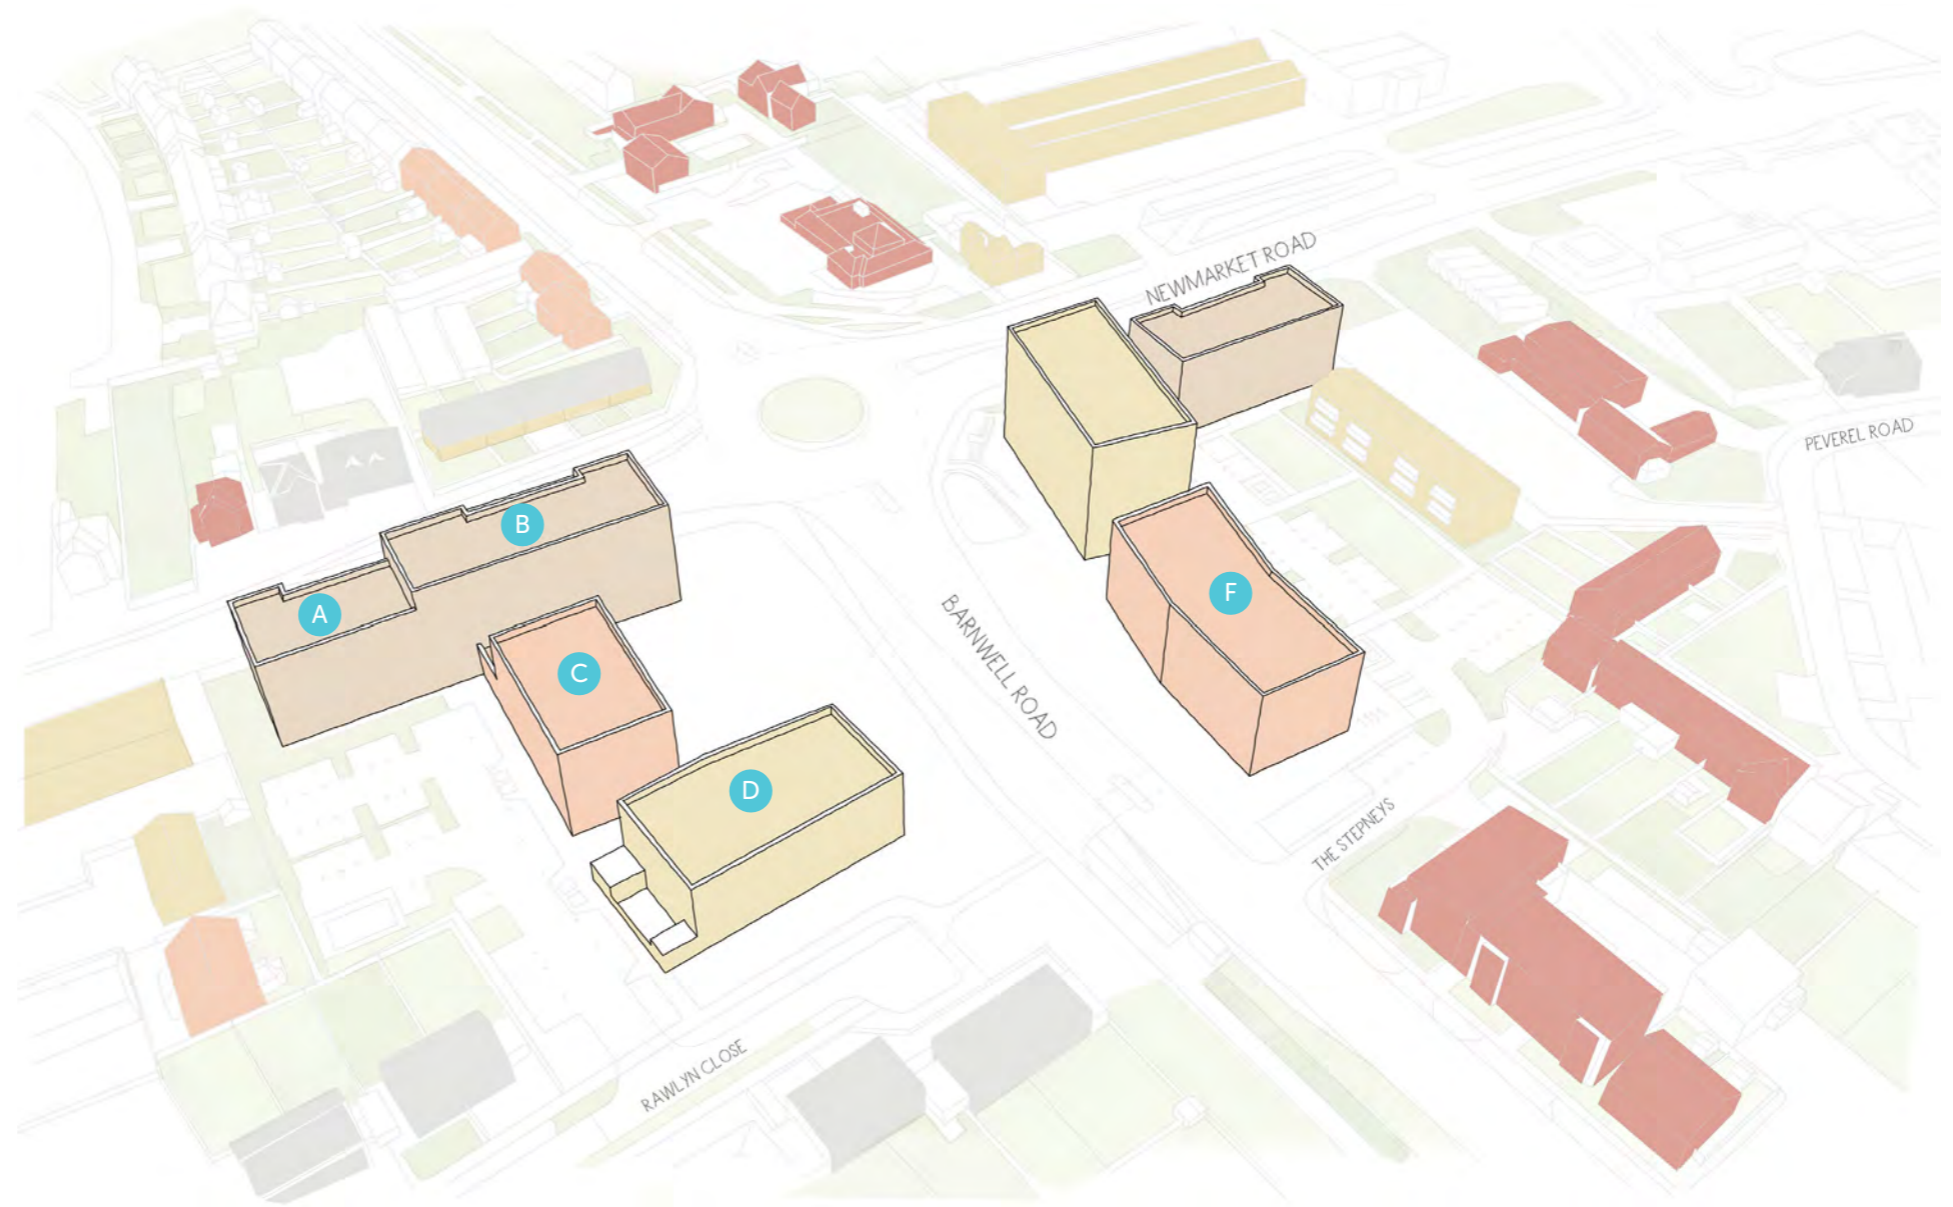 NEWMARKET ROAD
PEVEREL ROAD
B
A
F
BARNWELL ROAD
C
D
THE STEPNEYS
RAWLYN CLOSE